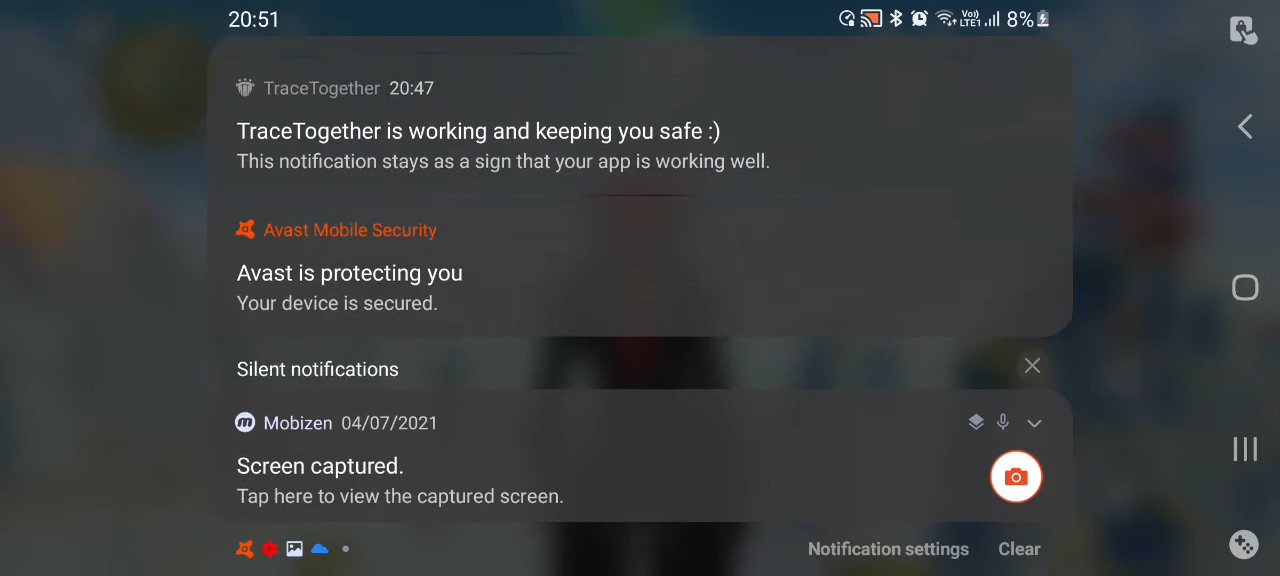 20:51
Vo) LTE1 8%
TraceTogether 20:47
TraceTogether is working and keeping you safe :)
This notification stays as a sign that your app is working well.
Avast Mobile Security
Avast is protecting you
Your device is secured.
Silent notifications
Mobizen 04/07/2021
Screen captured.
Tap here to view the captured screen.
Notification settings Clear